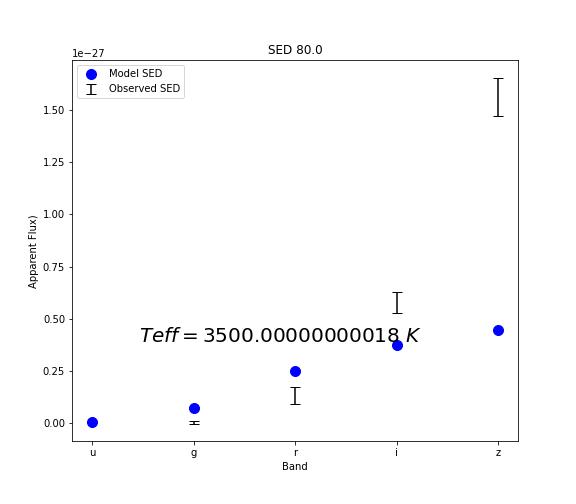 SED 80.0
1e−27
Model SED
Observed SED
1.50
1.25
1.00
0.75
0.50
0.25
0.00
Apparent Flux)
Teff = 3500.00000000018 K
u g r i z
Band